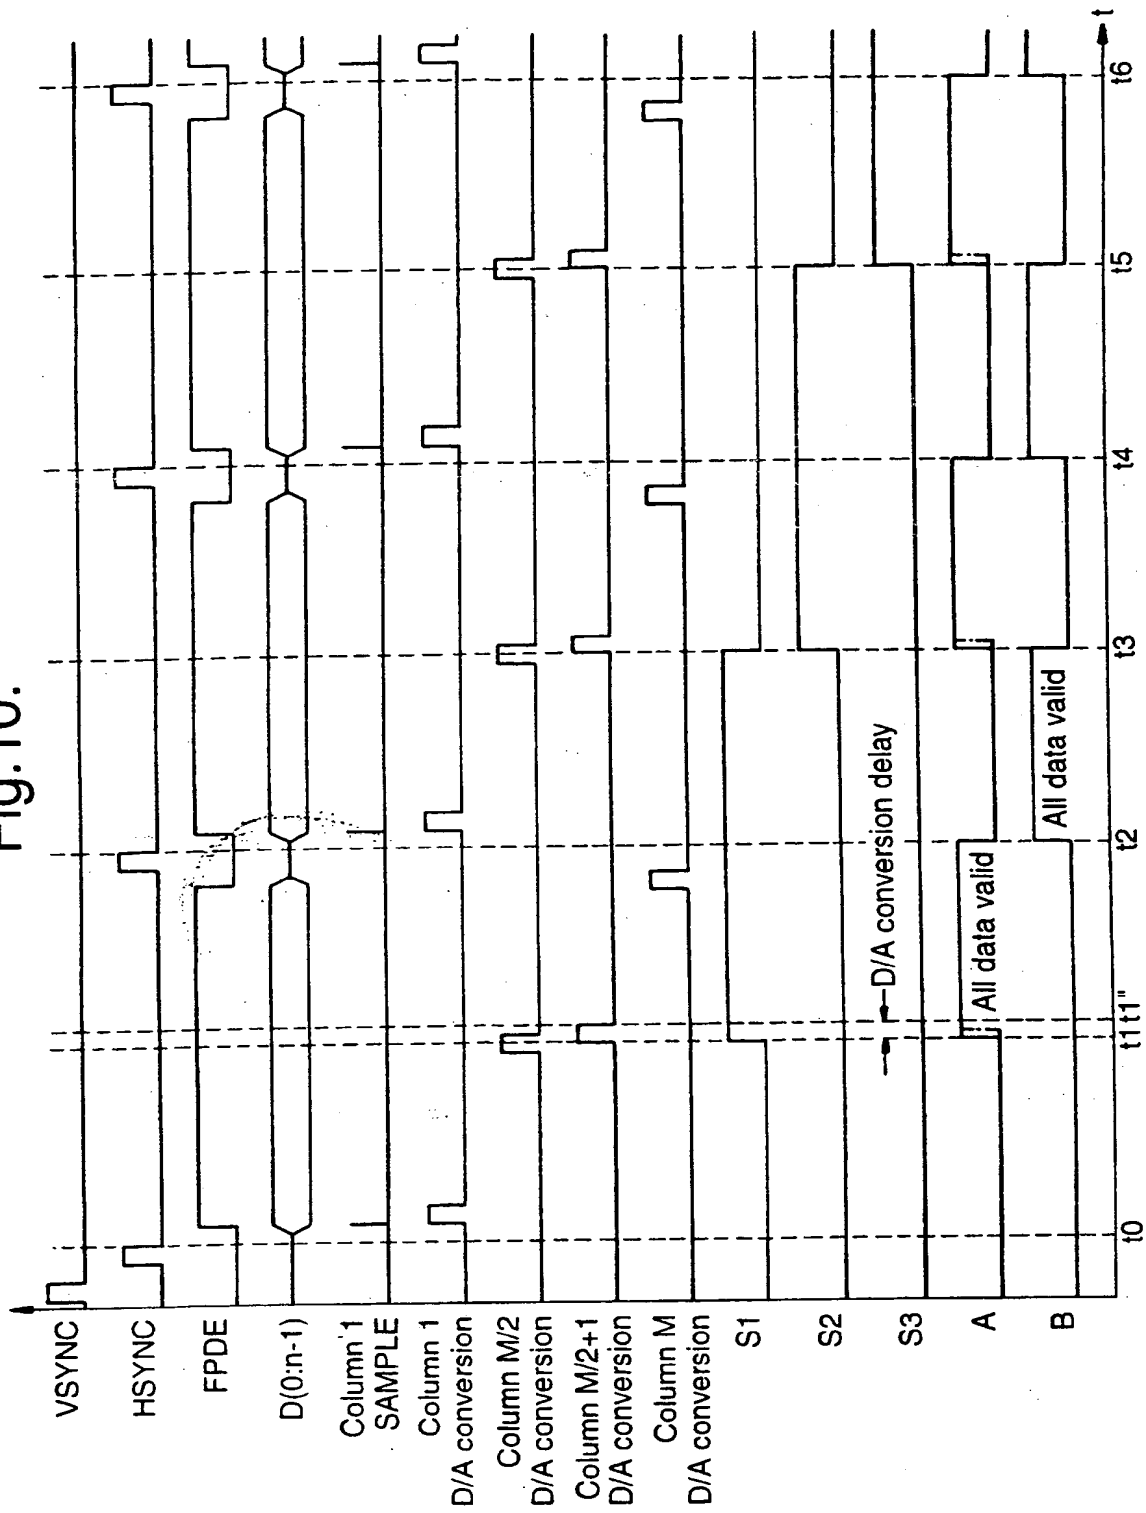 Fig.10.
VSYNC
HSYNC
FPDE
D(0:n-1)
Column 1
SAMPLE
Column 1
D/A conversion
Column M/2
D/A conversion
Column M/2+1
D/A conversion
Column M
D/A conversion
S1
S2
S3
D/A conversion delay
A
All data valid
B
All data valid
t0
t1
t1"
t2
t3
t4
t5
t6
t